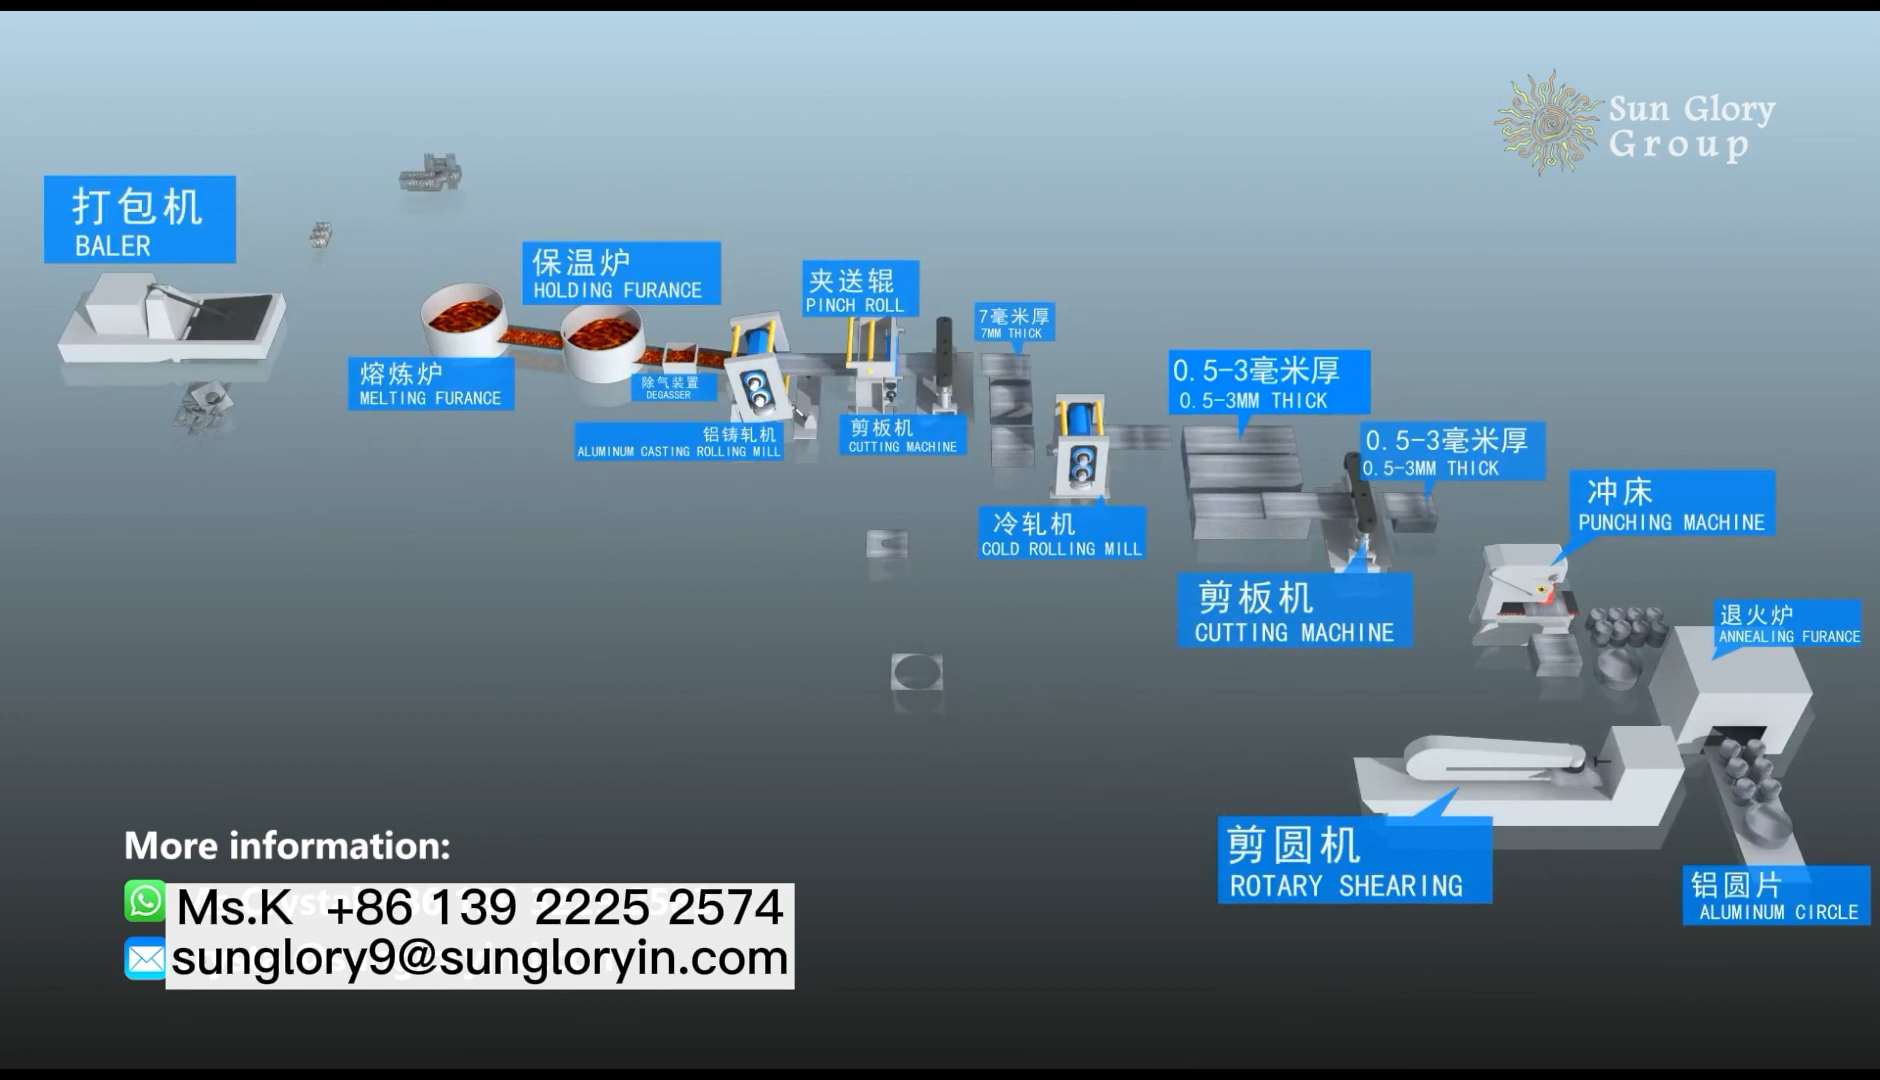 Sun Glory
Group
打包机
BALER
保温炉
HOLDING FURANCE
夹送辊
PINCH ROLL
7毫米厚
7MM THICK
熔炼炉
MELTING FURANCE
除气装置
DEGASSER
铝铸轧机
ALUMINUM CASTING ROLLING MILL
剪板机
CUTTING MACHINE
0.5-3毫米厚
0.5-3MM THICK
0.5-3毫米厚
0.5-3MM THICK
冷轧机
COLD ROLLING MILL
冲床
PUNCHING MACHINE
剪板机
CUTTING MACHINE
退火炉
ANNEALING FURANCE
剪圆机
ROTARY SHEARING
铝圆片
ALUMINUM CIRCLE
More information:
Ms.K +86 139 2225 2574
sunglory9@sungloryin.com